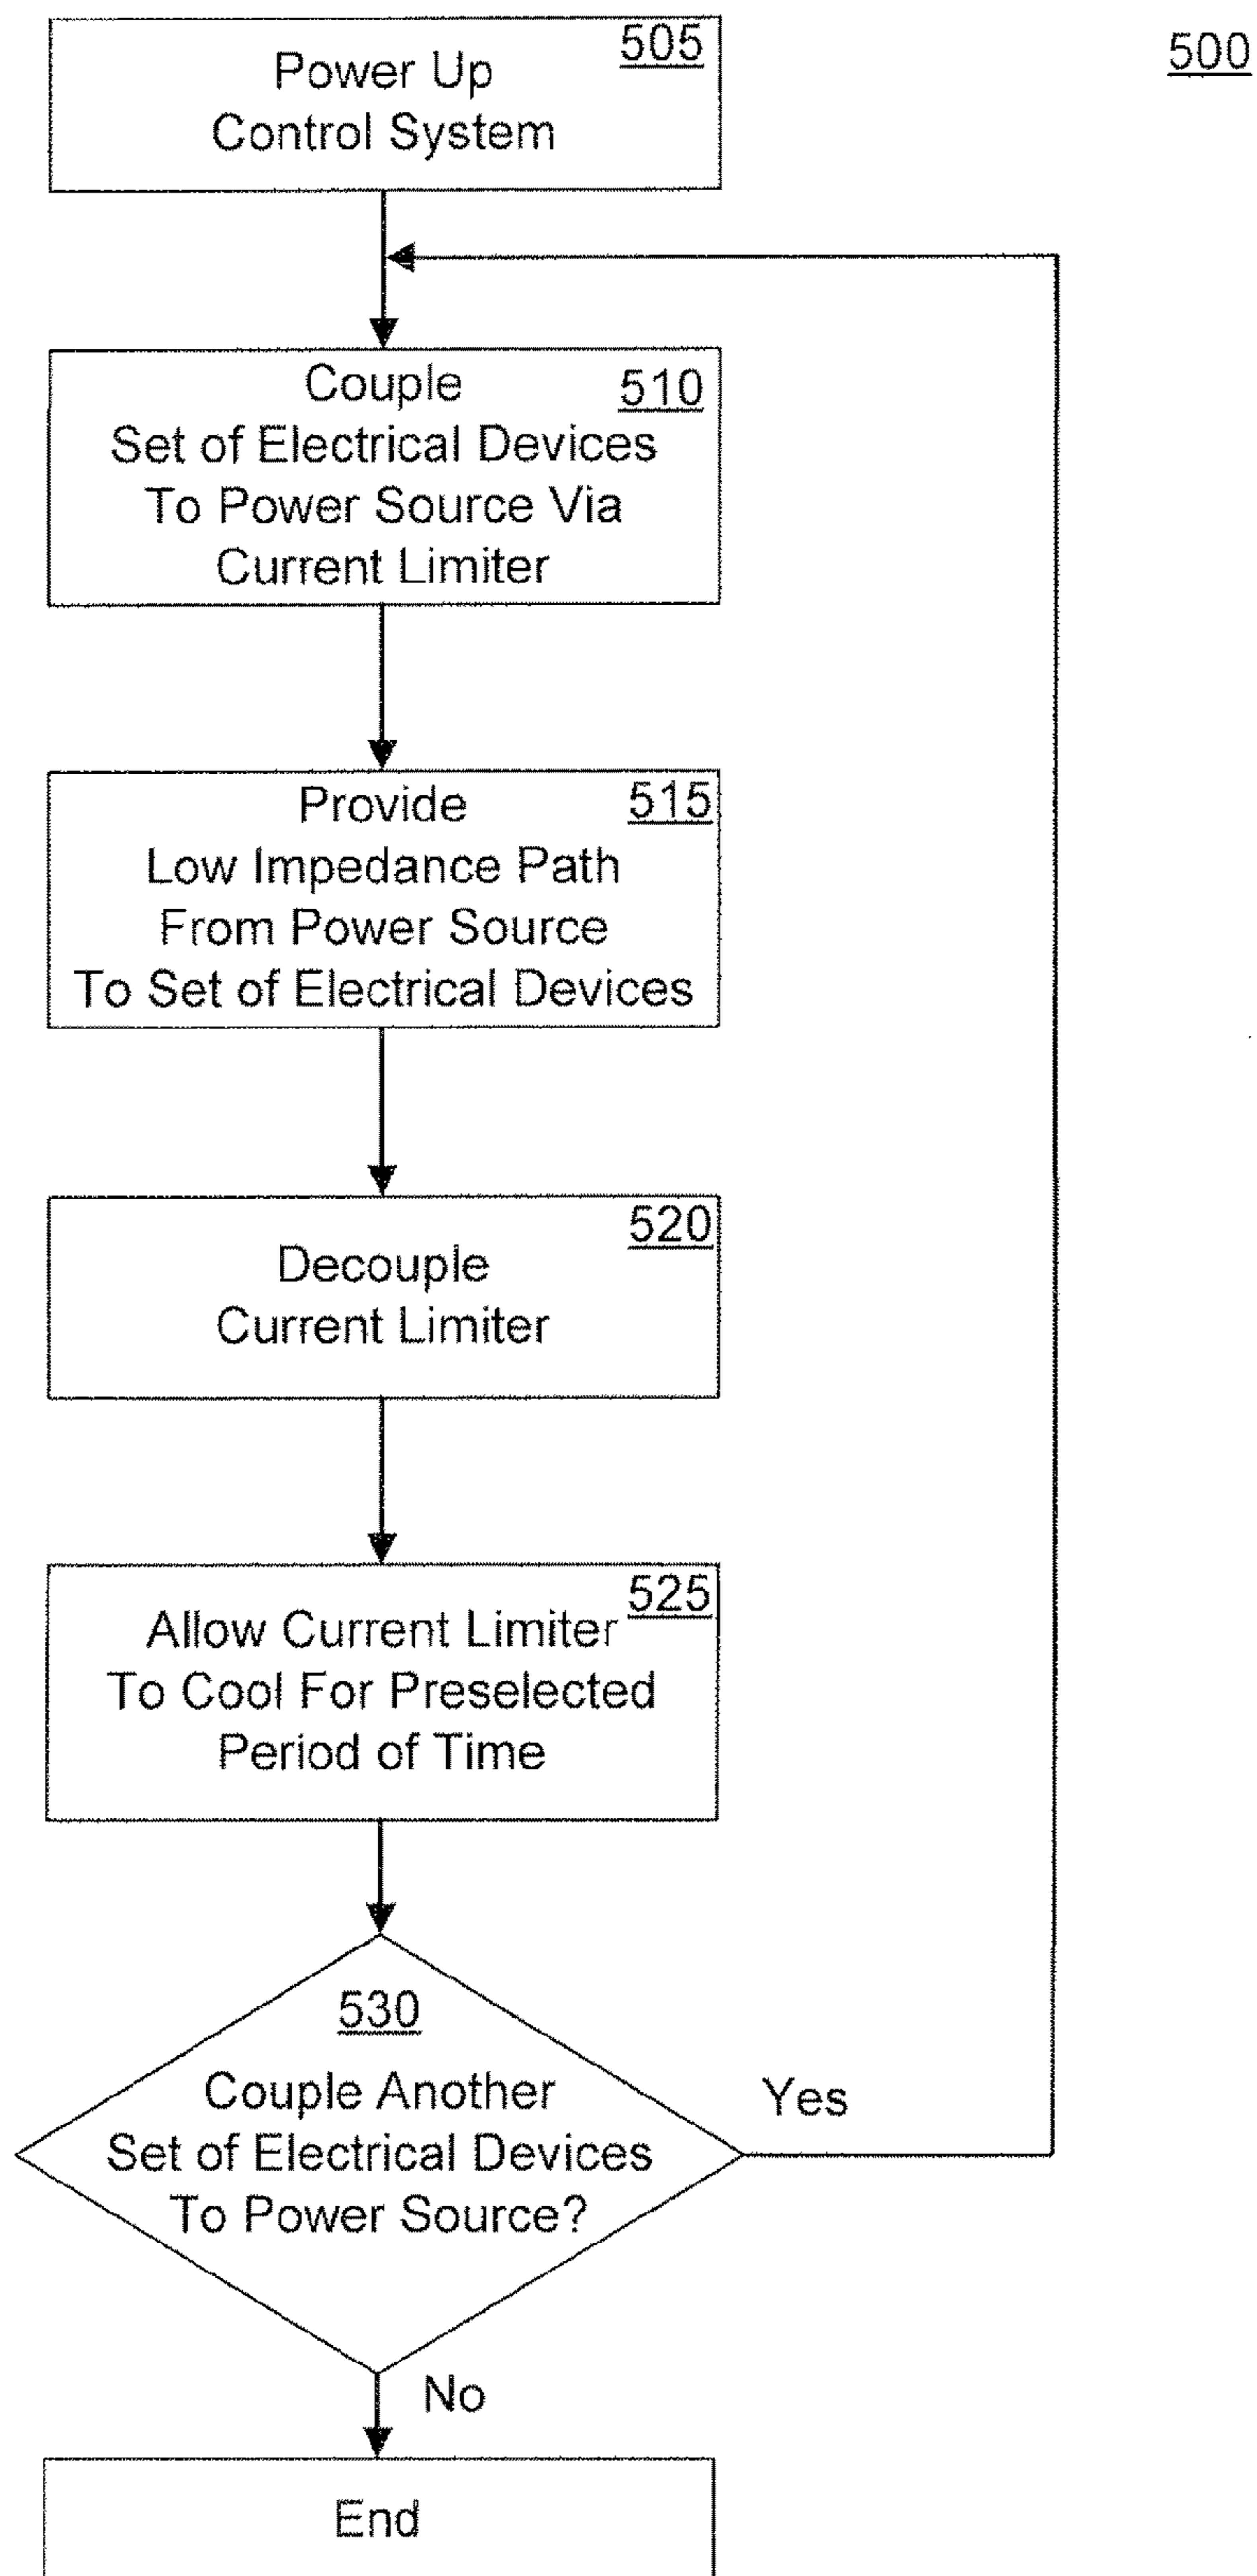 505
500
Power Up
Control System
Couple
510
Set of Electrical Devices
To Power Source Via
Current Limiter
Provide
515
Low Impedance Path
From Power Source
To Set of Electrical Devices
520
Decouple
Current Limiter
525
Allow Current Limiter
To Cool For Preselected
Period of Time
530
Couple Another
Set of Electrical Devices
To Power Source?
Yes
No
End